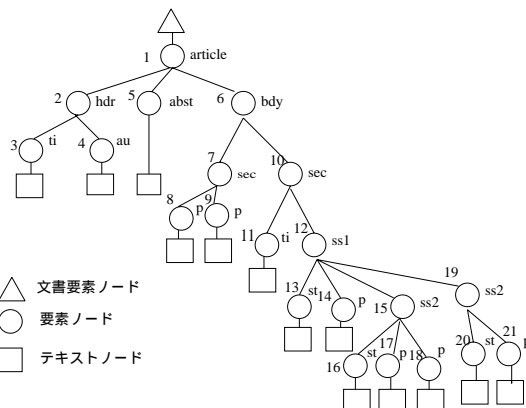 1 article
2 hdr 5 abst 6 bdy
3 ti 4 au
7 sec 10 sec
8 p 9 p
11 ti 12 ss1
13 st 14 p 15 ss2 19 ss2
16 st 17 p 18 p 20 st 21
文書要素ノード
要素ノード
テキストノード